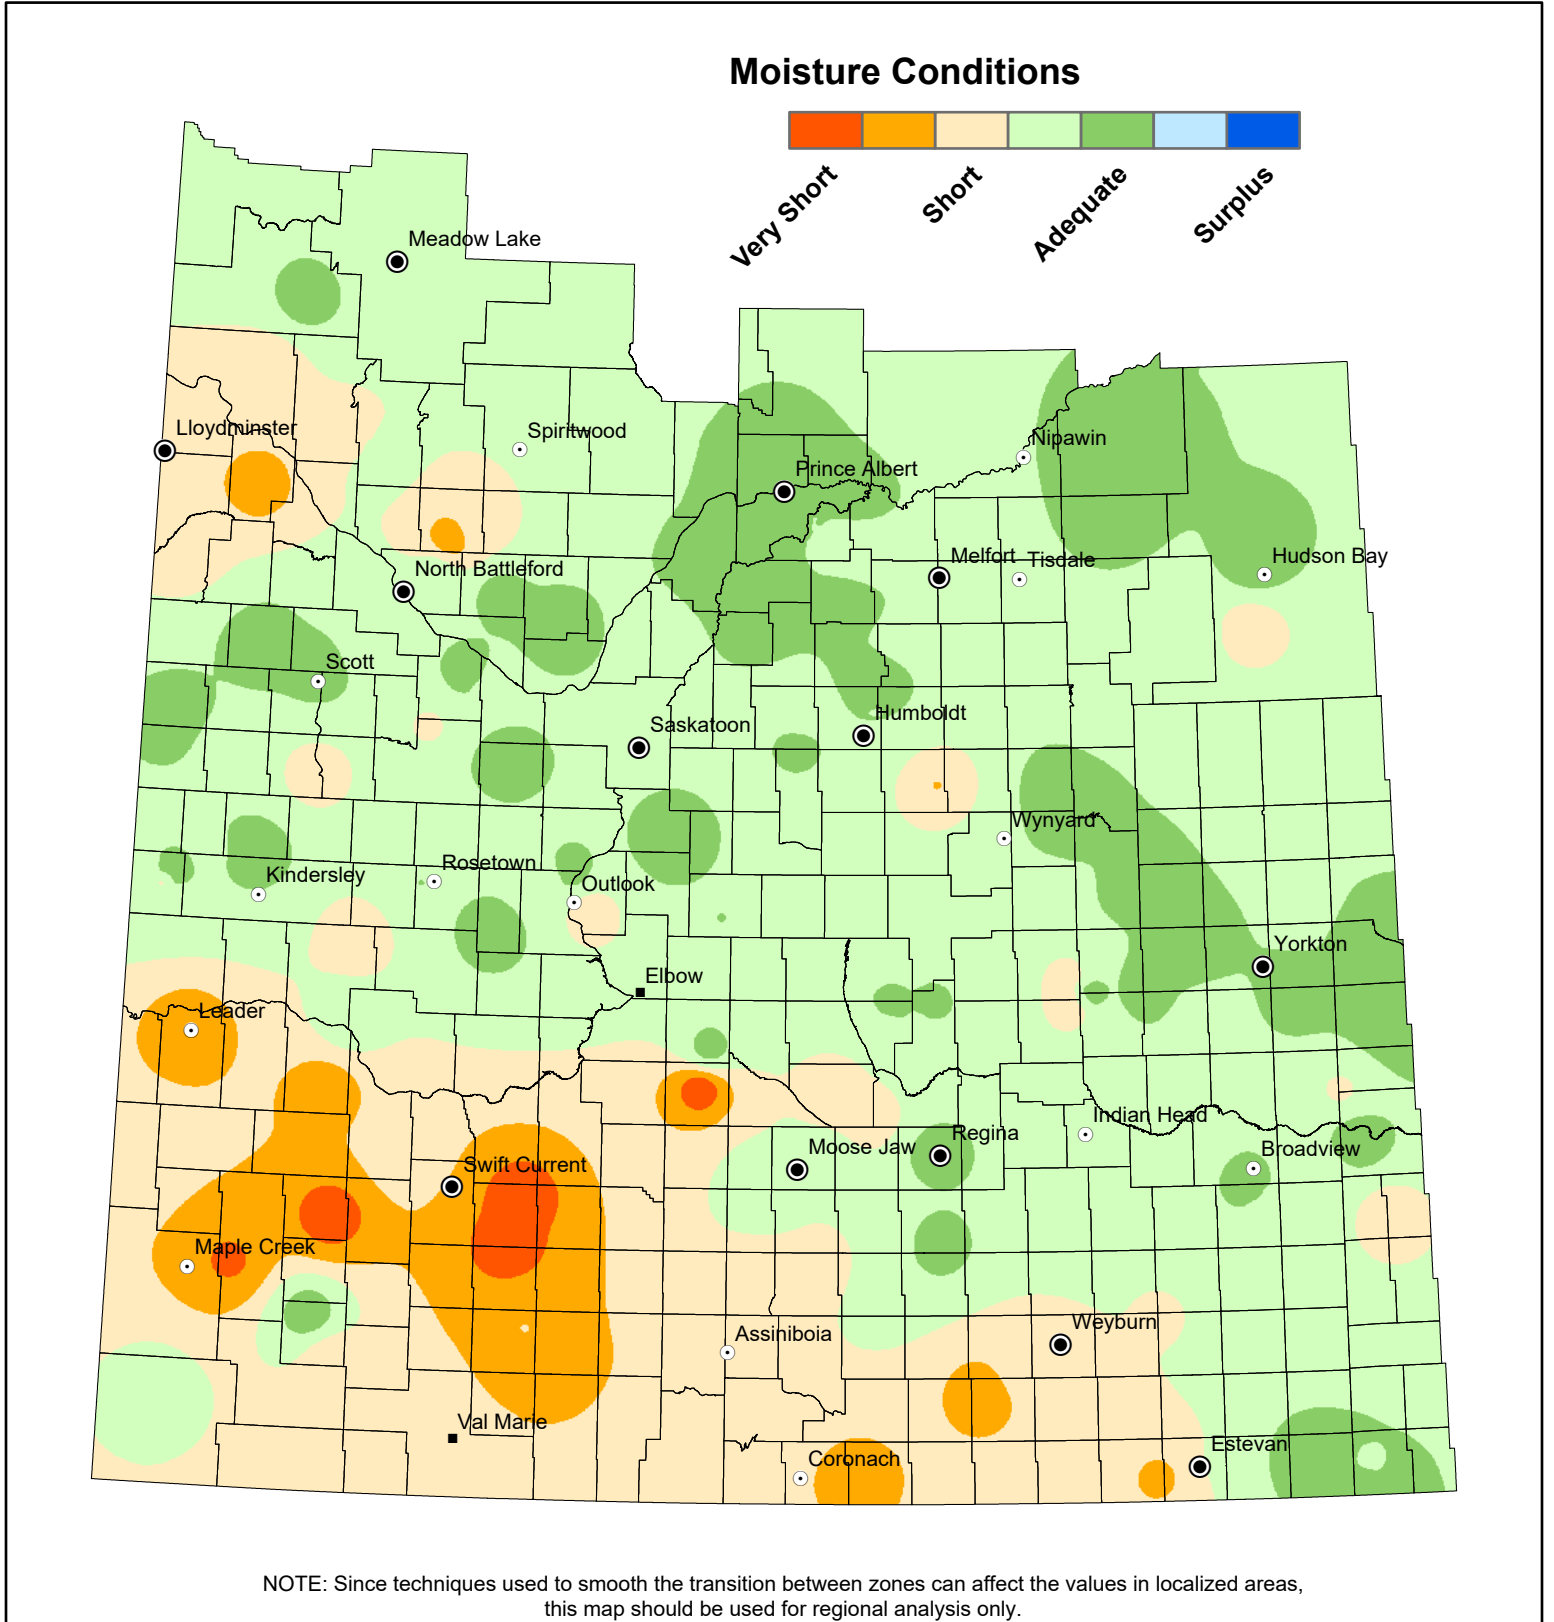 Moisture Conditions
Very Short
Short
Adequate
Surplus
Meadow Lake
Lloydminster
Spiritwood
Nipawin
Prince Albert
North Battleford
Melfort
Tisdale
Hudson Bay
Scott
Saskatoon
Humboldt
Wynyard
Kindersley
Rosetown
Outlook
Yorkton
Elbow
Leader
Indian Head
Regina
Moose Jaw
Broadview
Swift Current
Maple Creek
Assiniboia
Weyburn
Val Marie
Coronach
Estevan
NOTE: Since techniques used to smooth the transition between zones can affect the values in localized areas,
this map should be used for regional analysis only.